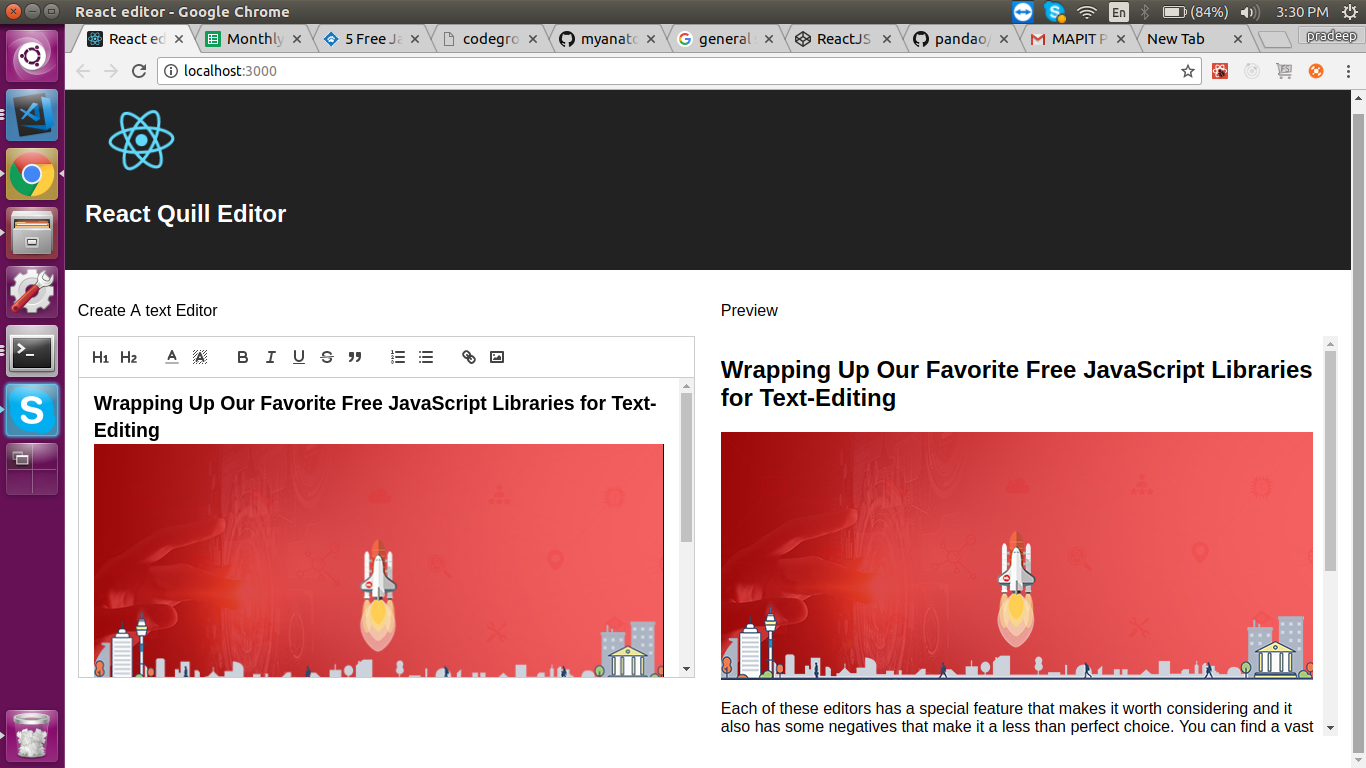 React editor - Google Chrome
En
(84%)
3:30 PM
React ed
Monthly
5 Free Ja
codegro
myanato
general
ReactJS
pandao/
MAPIT P
New Tab
pradeep
localhost:3000
React Quill Editor
Create A text Editor
Preview
H1 H2 A A B I U S
Wrapping Up Our Favorite Free JavaScript Libraries for Text-
Editing
Wrapping Up Our Favorite Free JavaScript Libraries
for Text-Editing
Each of these editors has a special feature that makes it worth considering and it
also has some negatives that make it a less than perfect choice. You can find a vast